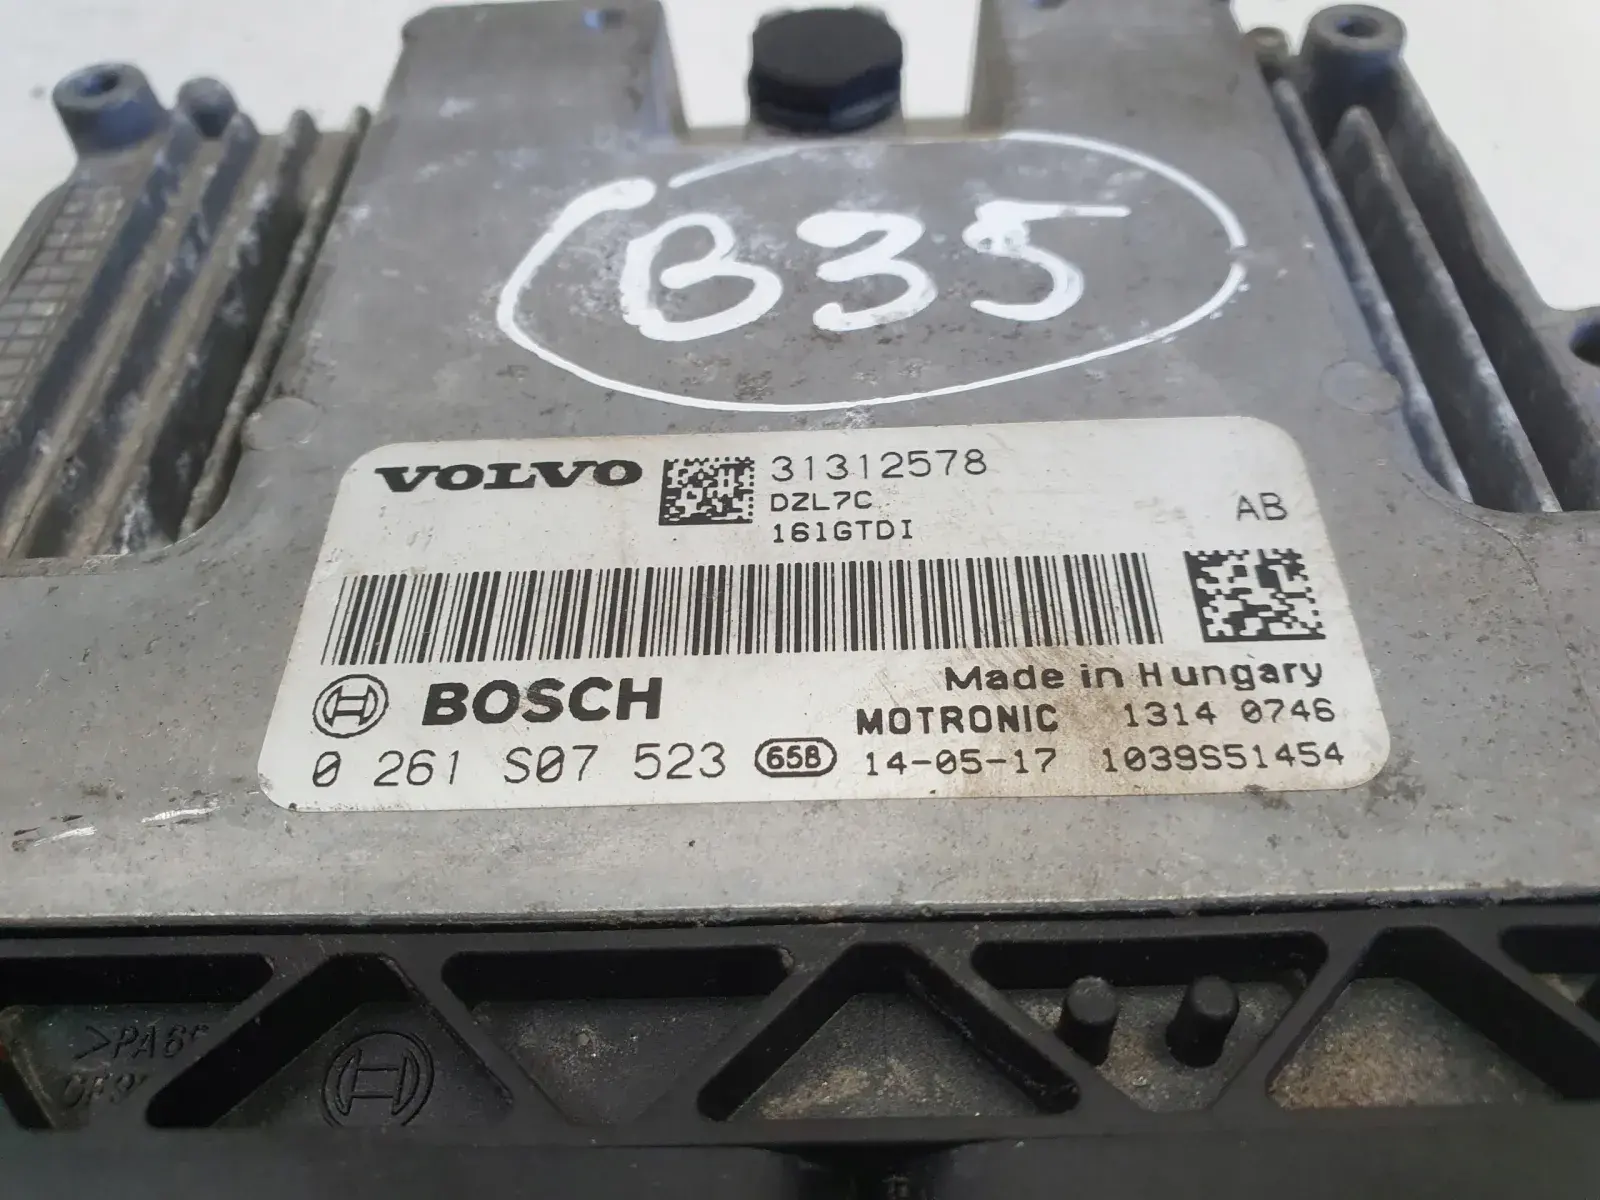 B35
VOLVO 31312578
DZL7C
161GTDI
AB
Made in Hungary
BOSCH MOTRONIC 1314 0746
0 261 S07 523 658 14-05-17 1039S51454
>PA66